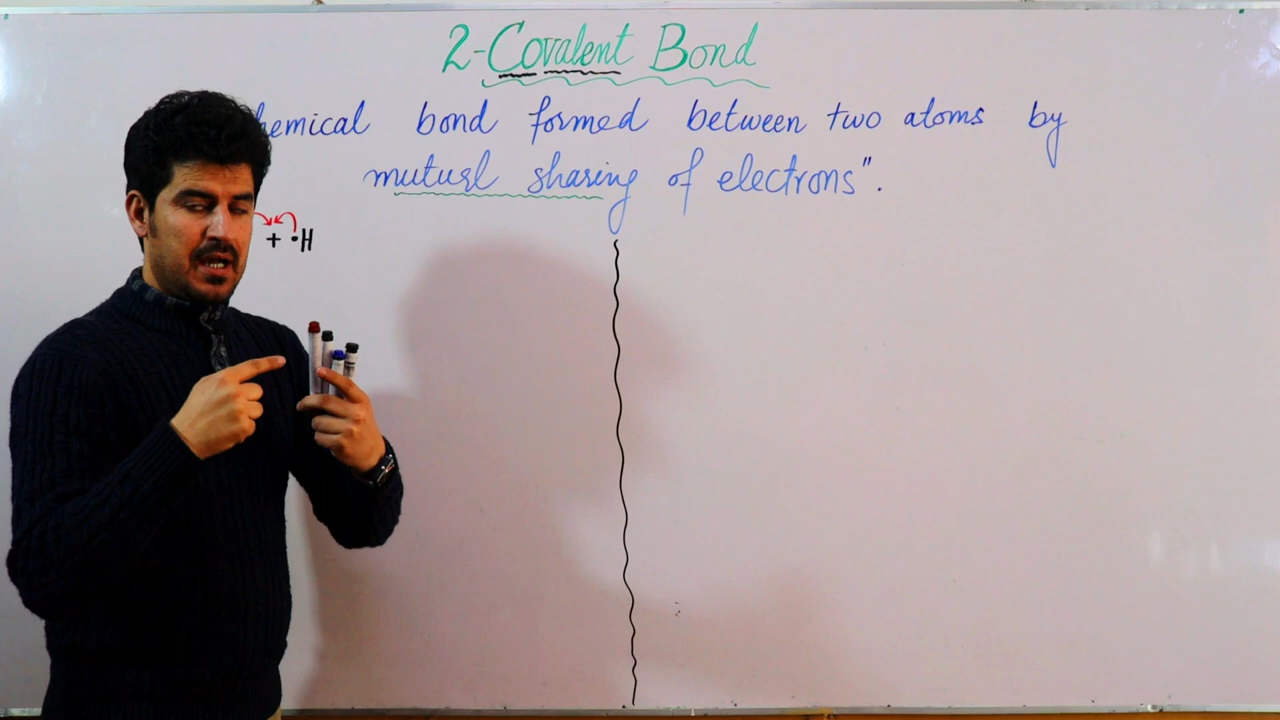 2-Covalent Bond
hemical bond formed between two atoms by
mutual sharing of electrons".
+ •H